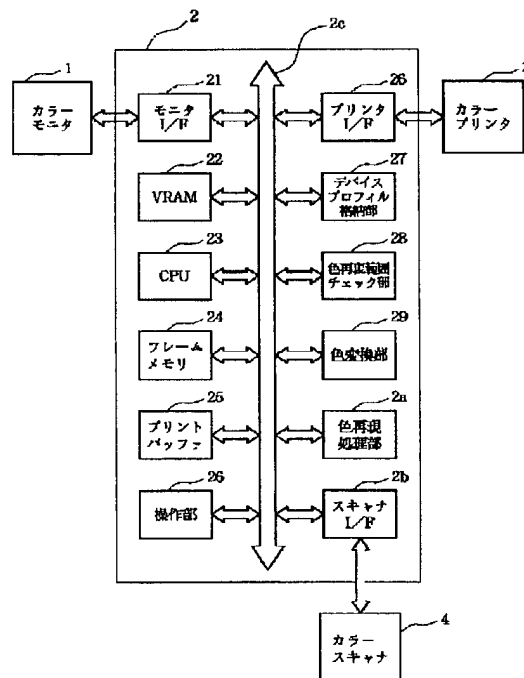 2
2c
1
カラー
モニタ
21
モニタ
I/F
26
プリンタ
I/F
カラー
プリンタ
22
VRAM
27
デバイス
プロフィル
格納部
23
CPU
28
色再現範囲
チェック部
24
フレーム
メモリ
29
色変換部
25
プリント
バッファ
2a
色再現
処理部
26
操作部
2b
スキャナ
I/F
4
カラー
スキャナ